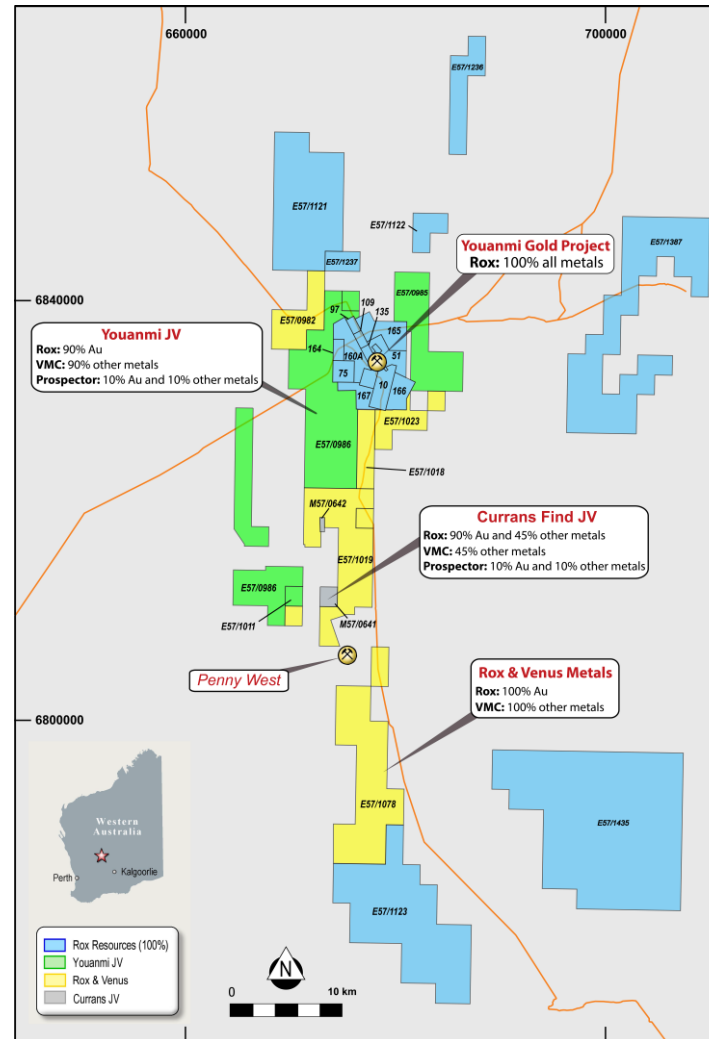 660000
700000
E57/1236
E57/1121
E57/1122
E57/1387
Youanmi Gold Project
Rox: 100% all metals
E57/1237
E57/0985
6840000
109
97
135
E57/0982
165
Youanmi JV
Rox: 90% Au
VMC: 90% other metals
Prospector: 10% Au and 10% other metals
164
160A
51
75
10
167
166
E57/1023
E57/0986
E57/1018
M57/0642
Currans Find JV
Rox: 90% Au and 45% other metals
VMC: 45% other metals
Prospector: 10% Au and 10% other metals
E57/1019
E57/0986
E57/1011
M57/0641
Penny West
Rox & Venus Metals
Rox: 100% Au
VMC: 100% other metals
6800000
E57/1078
E57/1435
Western
Australia
Perth
Kalgoorlie
E57/1123
Rox Resources (100%)
Youanmi JV
Rox & Venus
Currans JV
N
0
10 km